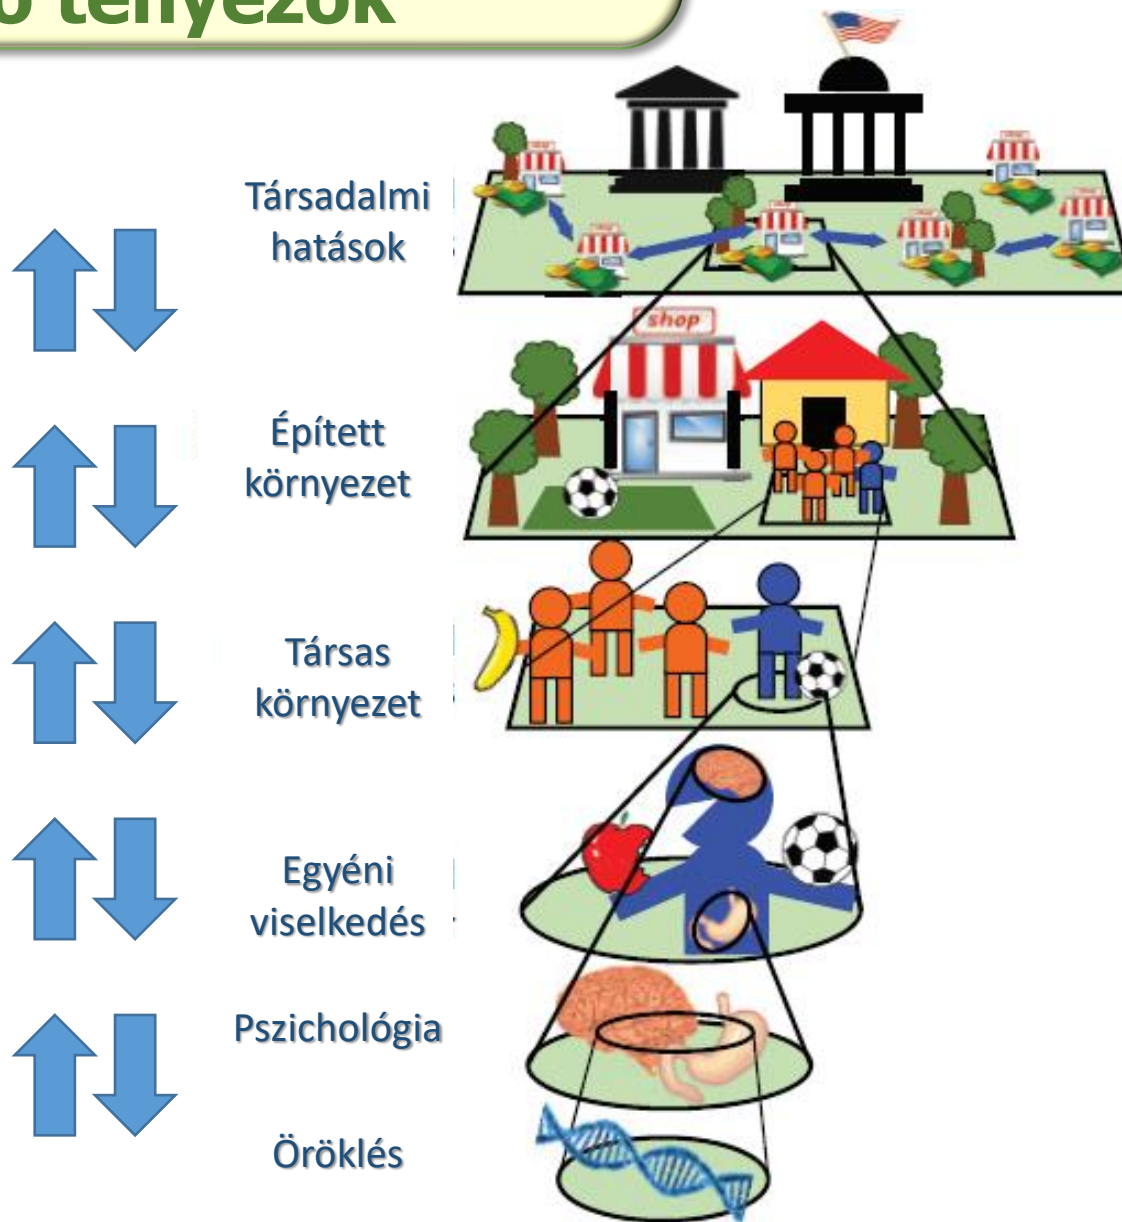 tényezők
Társadalmi
hatások
shop
Épített
környezet
Társas
környezet
Egyéni
viselkedés
Pszichológia
Öröklés